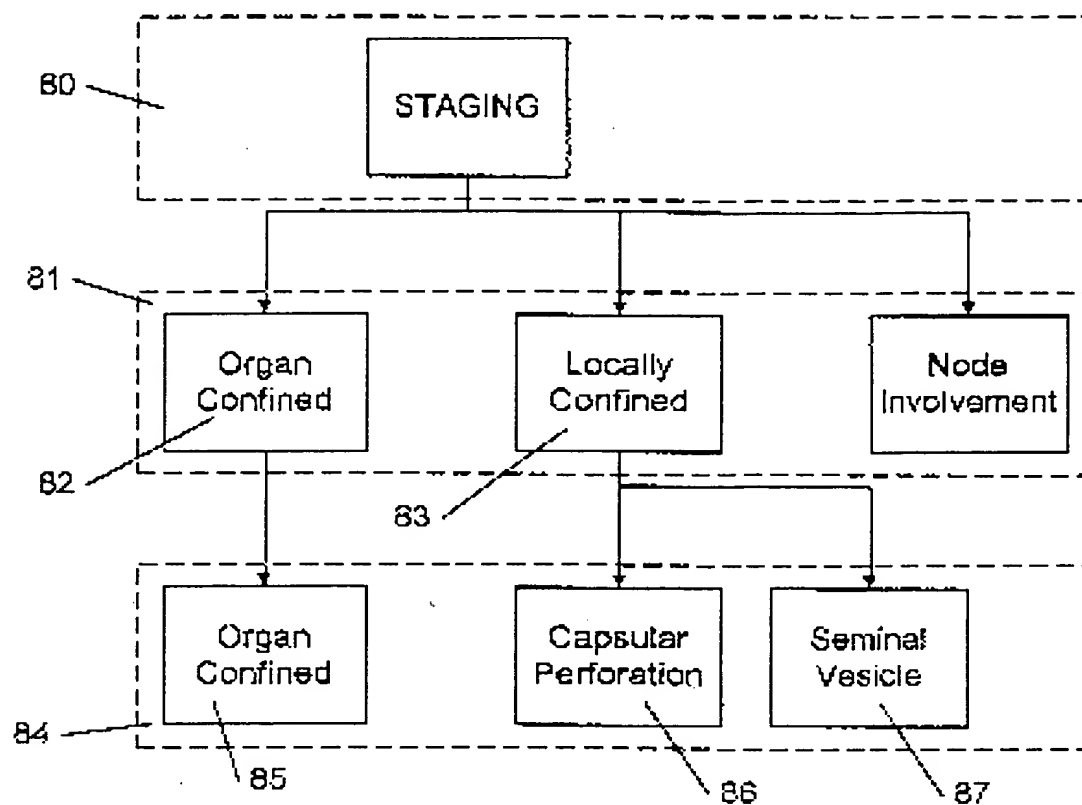 80
STAGING
81
Organ
Confined
Locally
Confined
Node
Involvement
82
83
Organ
Confined
Capsular
Perforation
Seminal
Vesicle
84
85
86
87